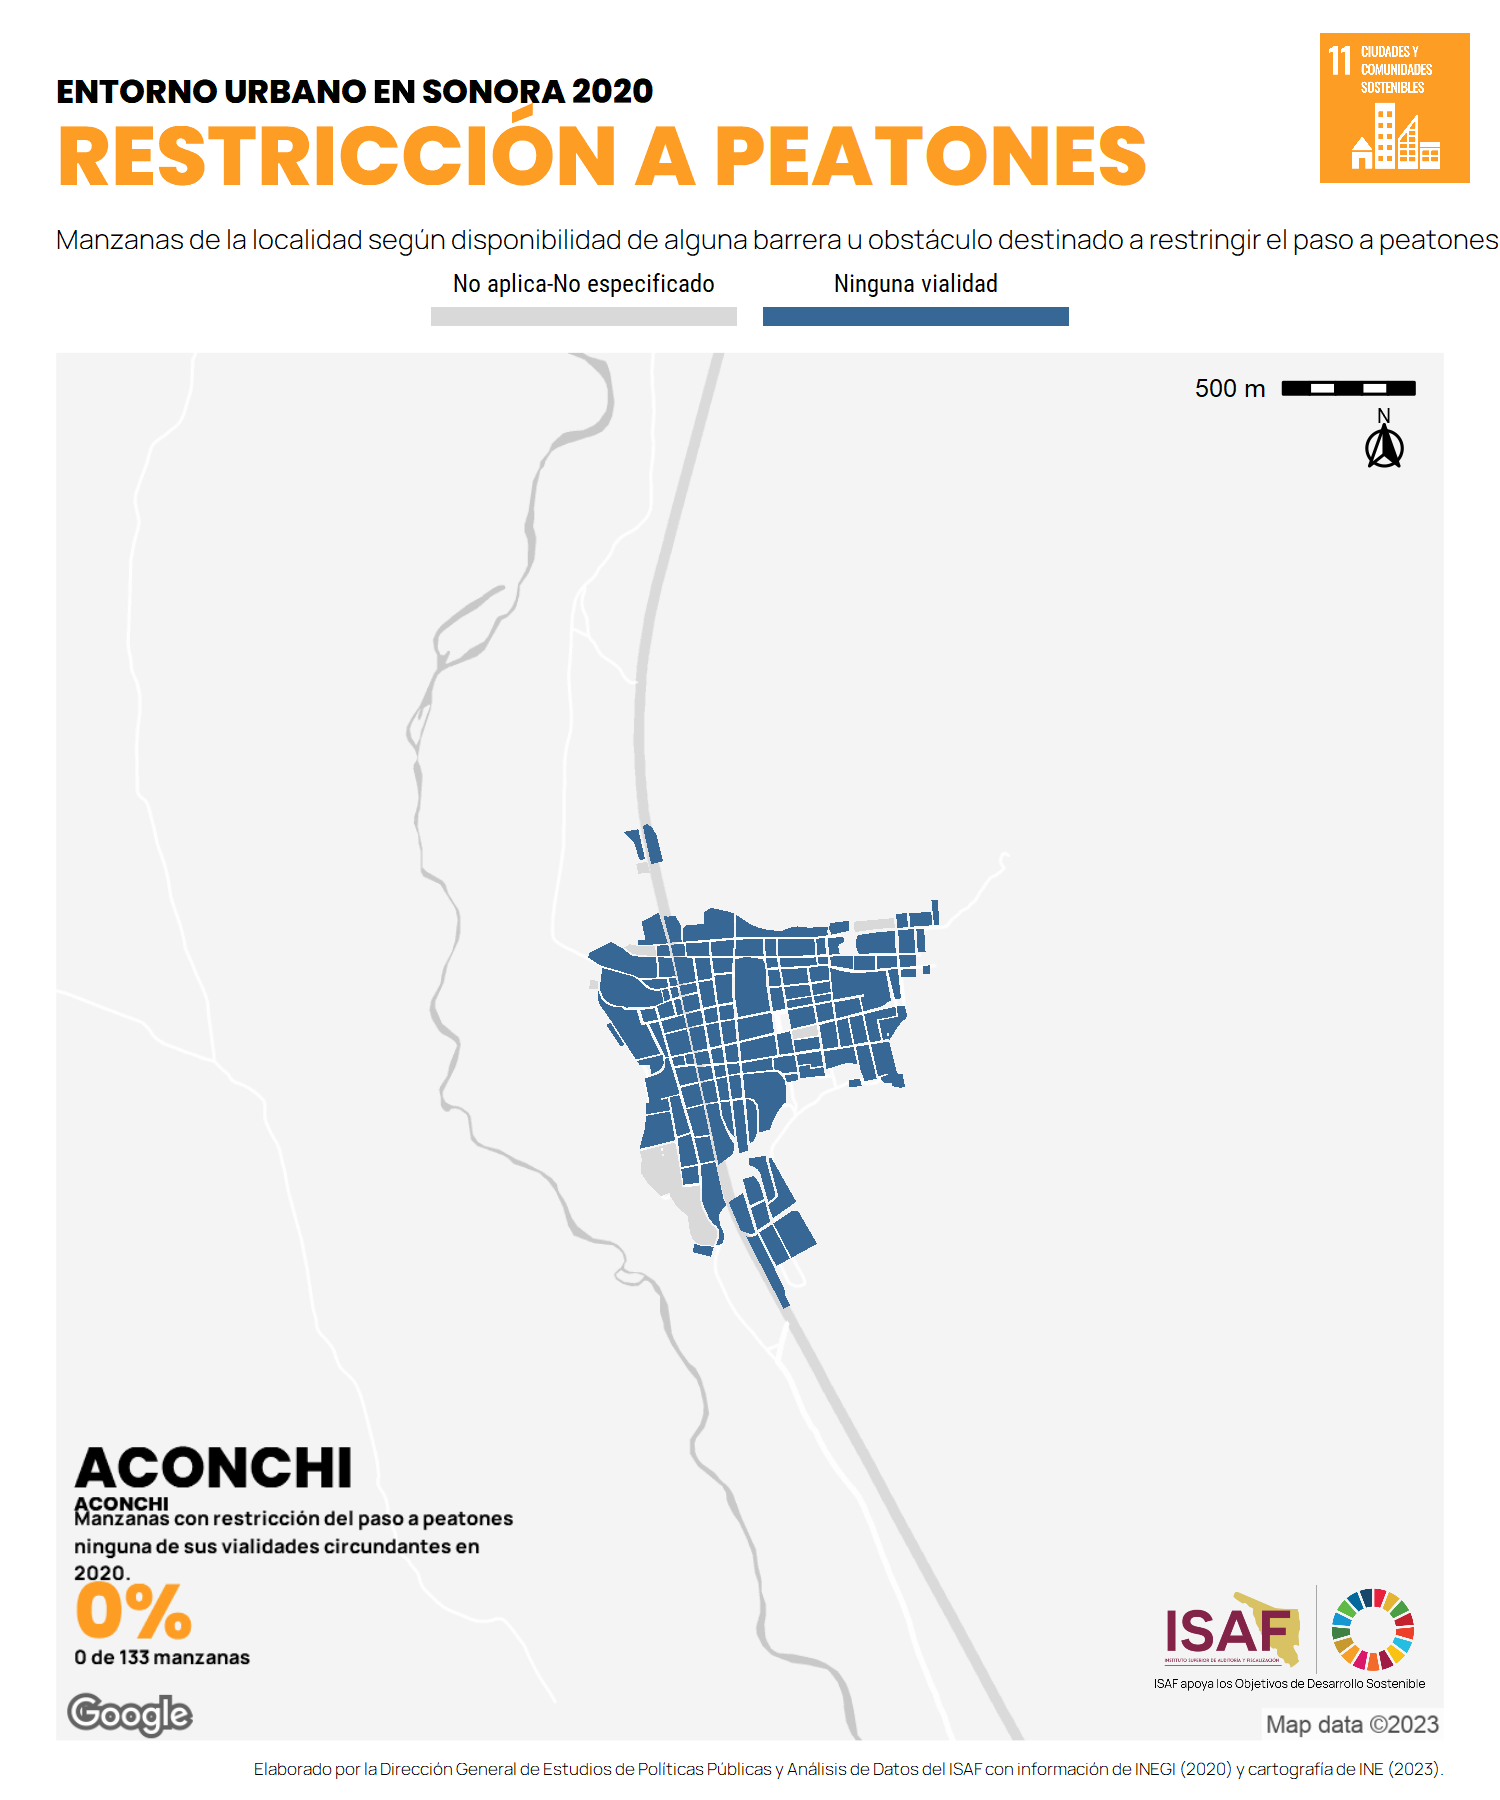 ENTORNO URBANO EN SONORA 2020
RESTRICCIÓN A PEATONES
11 CIUDADES Y
COMUNIDADES
SOSTENIBLES
Manzanas de la localidad según disponibilidad de alguna barrera u obstáculo destinado a restringir el paso a peatones
No aplica-No especificado
Ninguna vialidad
500 m
N
ACONCHI
ACONCHI
Manzanas con restricción del paso a peatones
ninguna de sus vialidades circundantes en
2020.
0%
0 de 133 manzanas
Google
ISAF
INSTITUTO SUPERIOR DE AUDITORÍA Y FISCALIZACIÓN
ISAF apoya los Objetivos de Desarrollo Sostenible
Map data ©2023
Elaborado por la Dirección General de Estudios de Políticas Públicas y Análisis de Datos del ISAF con información de INEGI (2020) y cartografía de INE (2023).